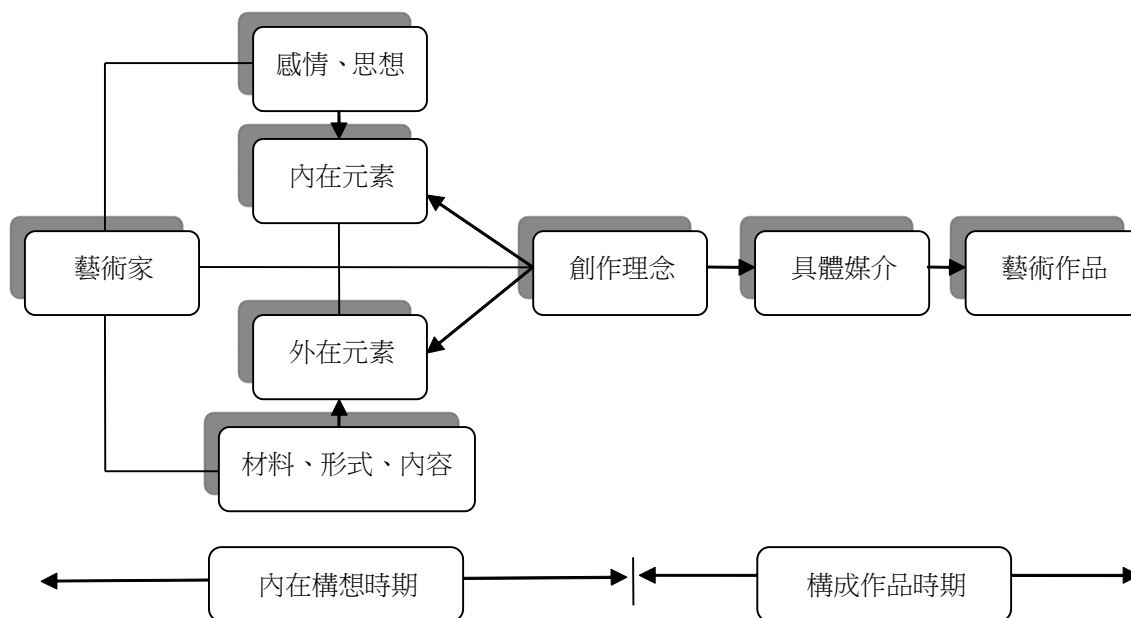 感情、思想
內在元素
藝術家
創作理念
具體媒介
藝術作品
外在元素
材料、形式、內容
內在構想時期
構成作品時期